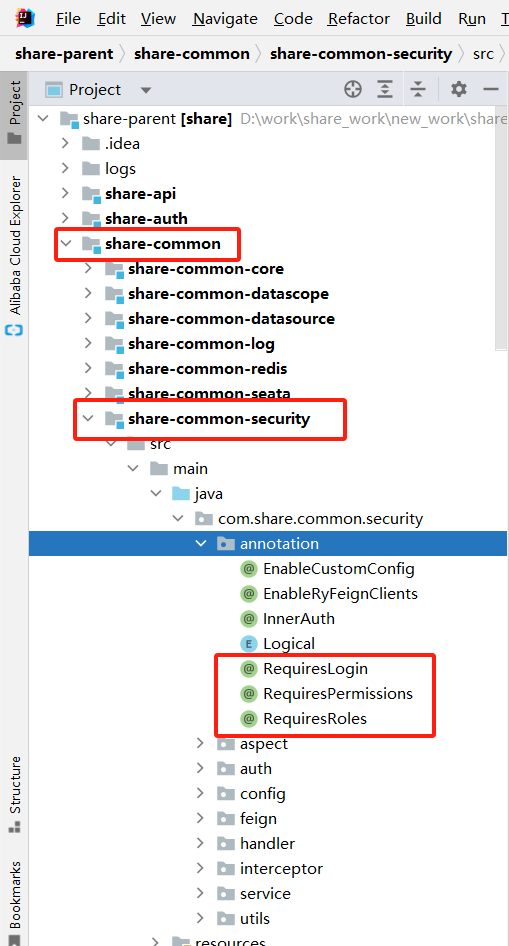 File Edit View Navigate Code Refactor Build Run
share-parent share-common share-common-security src
Project
share-parent [share] D:\work\share_work\new_work\share
.idea
logs
share-api
share-auth
share-common
share-common-core
share-common-datascope
share-common-datasource
share-common-log
share-common-redis
share-common-seata
share-common-security
src
main
java
com.share.common.security
annotation
EnableCustomConfig
EnableRyFeignClients
InnerAuth
Logical
RequiresLogin
RequiresPermissions
RequiresRoles
aspect
auth
config
feign
handler
interceptor
service
utils
resources
Project
Alibaba Cloud Explorer
Structure
Bookmarks